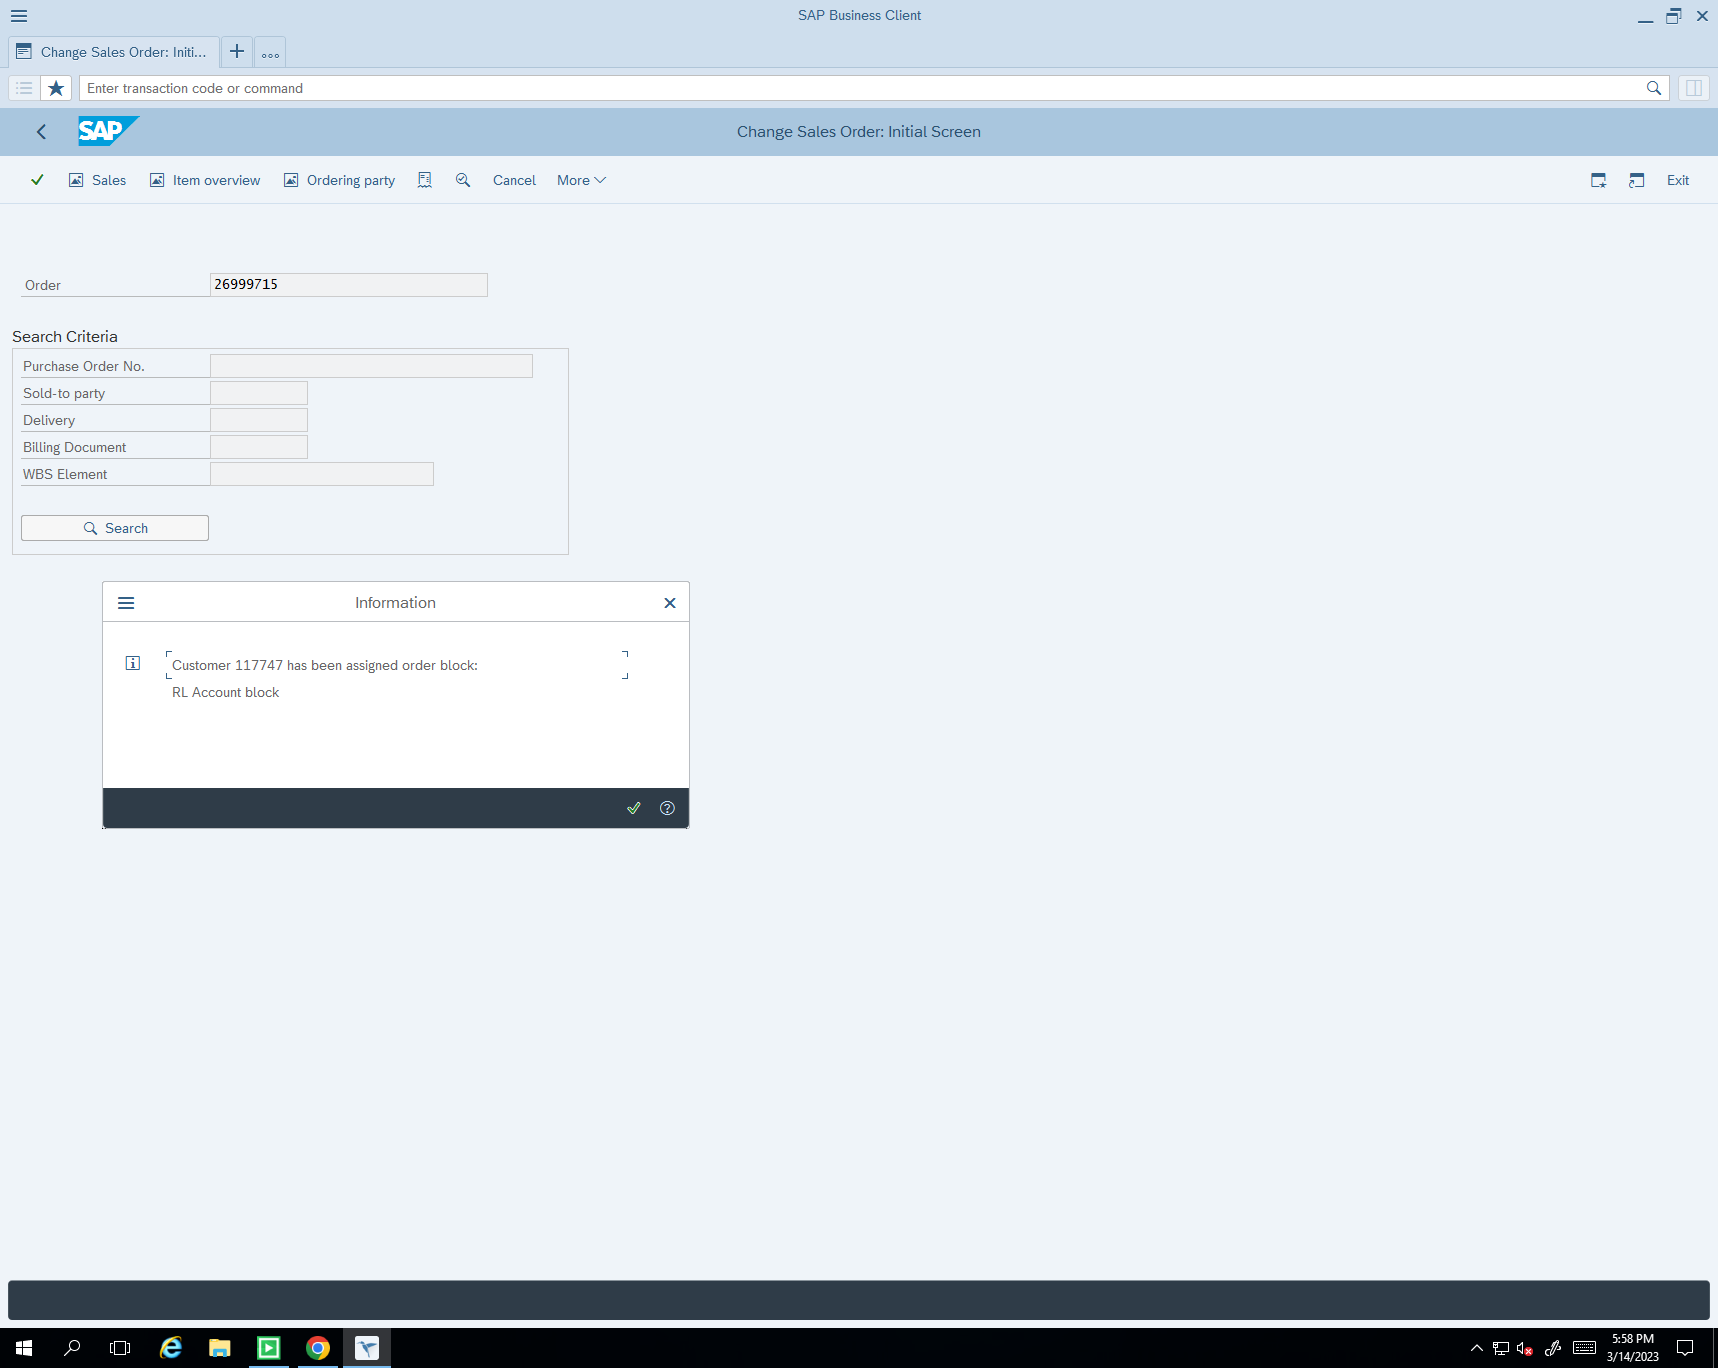 SAP Business Client
Change Sales Order: Initi...
Enter transaction code or command
SAP
Change Sales Order: Initial Screen
Sales
Item overview
Ordering party
Cancel
More
Exit
Order
26999715
Search Criteria
Purchase Order No.
Sold-to party
Delivery
Billing Document
WBS Element
Search
Information
Customer 117747 has been assigned order block:
RL Account block
5:58 PM
3/14/2023